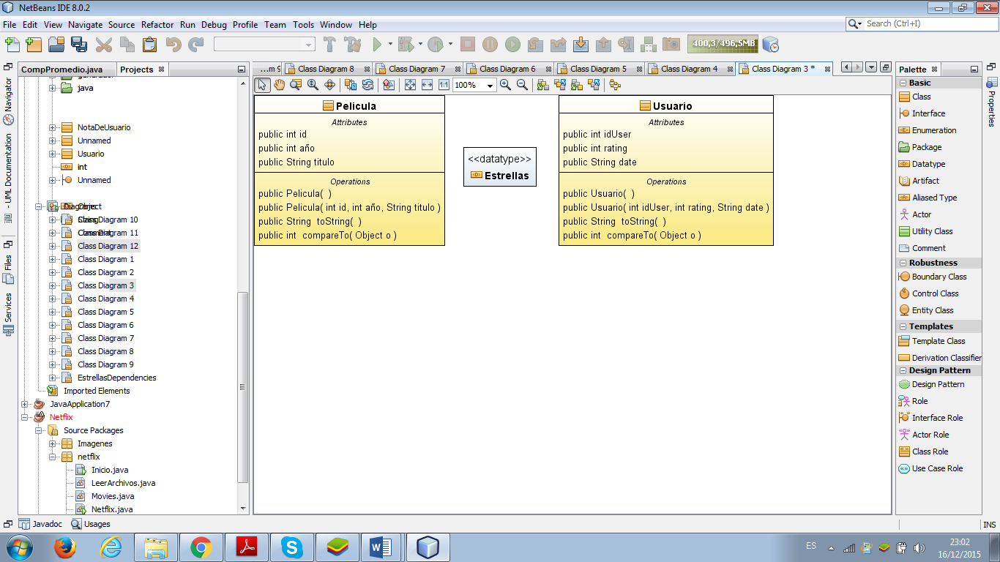 NetBeans IDE 8.0.2
File Edit View Navigate Source Refactor Run Debug Profile Team Tools Window Help
Search (Ctrl+I)
400,3/496,5MB
CompPromedio.java Projects
...m 9 Class Diagram 8 Class Diagram 7 Class Diagram 6 Class Diagram 5 Class Diagram 4 Class Diagram 3 *
100%
Navigator
- UML Documentation
Files
Services
java
NotaDeUsuario
Unnamed
Usuario
int
Unnamed
Class Diagram 10
Class Diagram 11
Class Diagram 12
Class Diagram 1
Class Diagram 2
Class Diagram 3
Class Diagram 4
Class Diagram 5
Class Diagram 6
Class Diagram 7
Class Diagram 8
Class Diagram 9
EstrellasDependencies
Imported Elements
JavaApplication7
Netflix
Source Packages
Imagenes
netflix
Inicio.java
LeerArchivos.java
Movies.java
Netflix.java
Pelicula
Attributes
public int id
public int año
public String titulo
Operations
public Pelicula( )
public Pelicula( int id, int año, String titulo )
public String toString( )
public int compareTo( Object o )
<<datatype>>
Estrellas
Usuario
Attributes
public int idUser
public int rating
public String date
Operations
public Usuario( )
public Usuario( int idUser, int rating, String date )
public String toString( )
public int compareTo( Object o )
Palette
Basic
Class
Interface
Enumeration
Package
Datatype
Artifact
Aliased Type
Actor
Utility Class
Comment
Robustness
Boundary Class
Control Class
Entity Class
Templates
Template Class
Derivation Classifier
Design Pattern
Design Pattern
Role
Interface Role
Actor Role
Class Role
Use Case Role
Properties
Javadoc Usages
INS
ES
23:02
16/12/2015